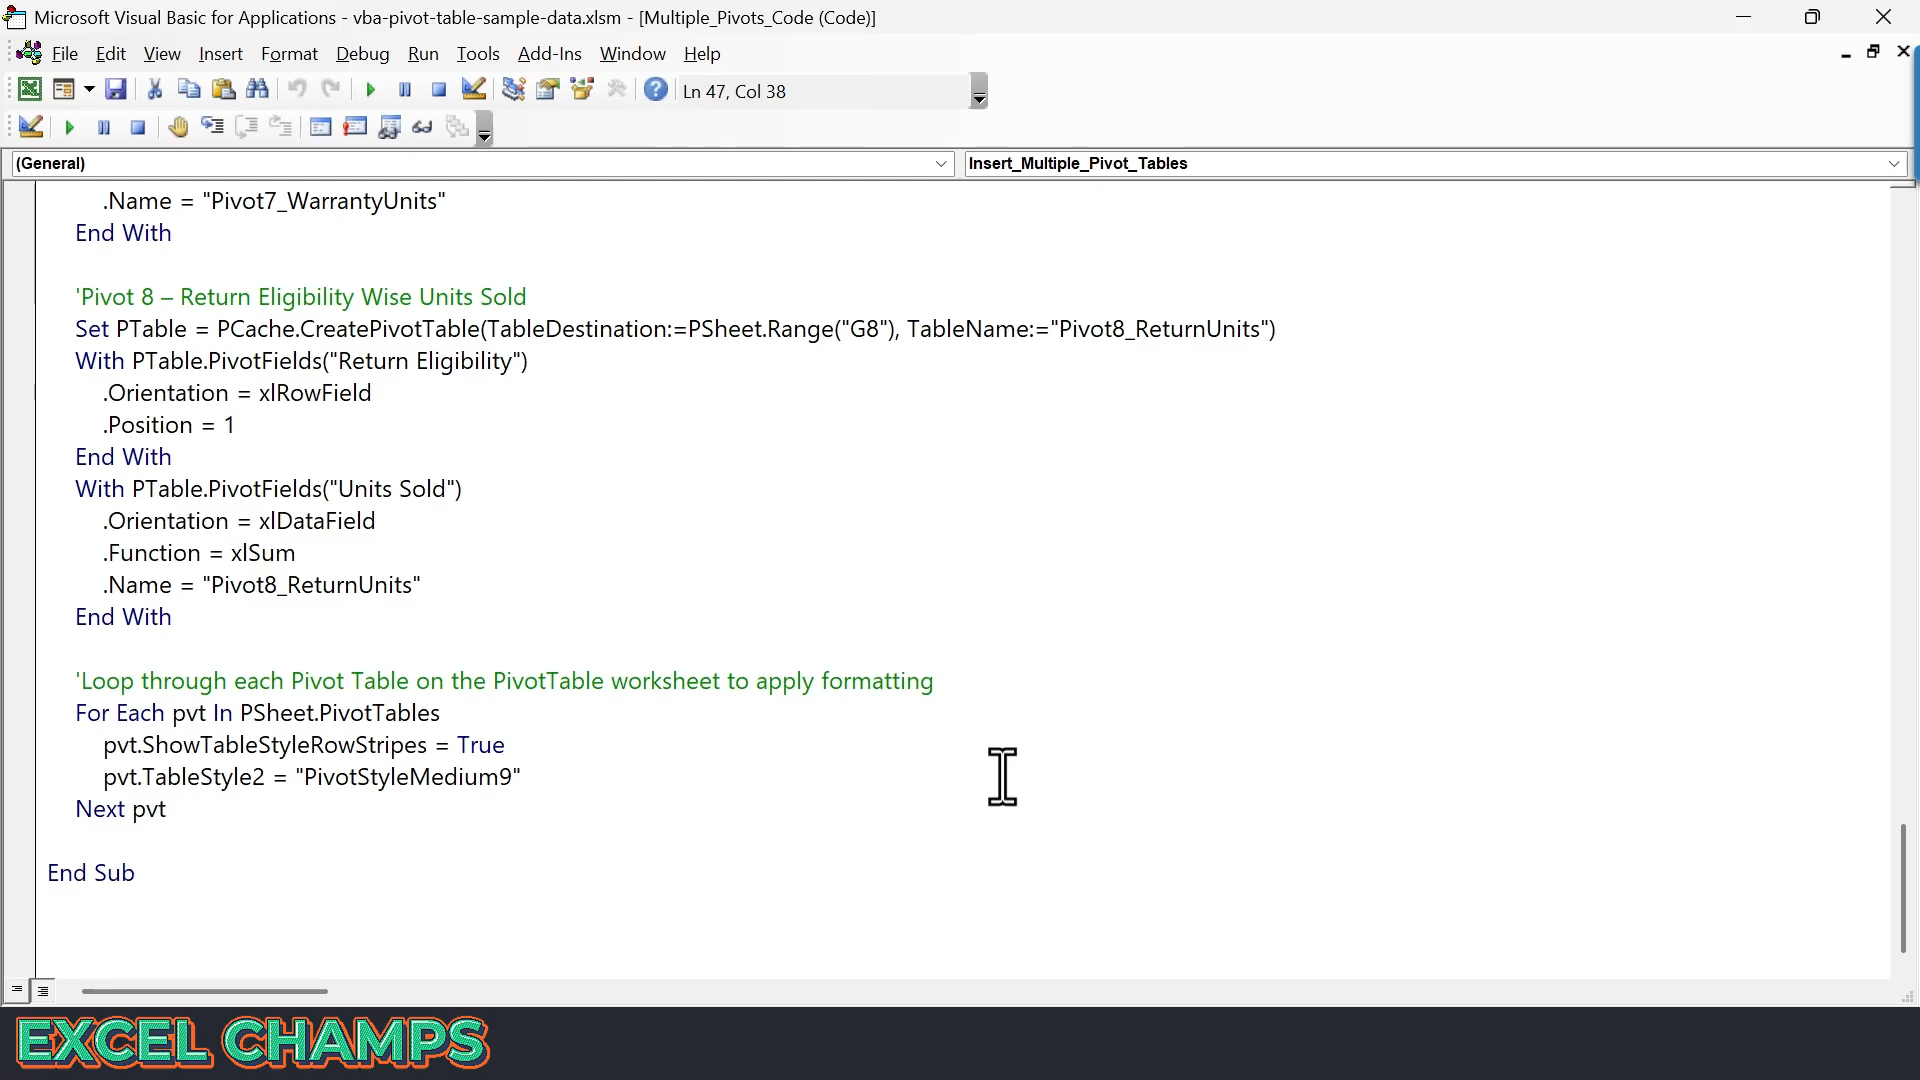 Microsoft Visual Basic for Applications - vba-pivot-table-sample-data.xlsm - [Multiple_Pivots_Code (Code)]
File Edit View Insert Format Debug Run Tools Add-Ins Window Help
Ln 47, Col 38
(General)
Insert_Multiple_Pivot_Tables
.Name = "Pivot7_WarrantyUnits"
End With
'Pivot 8 – Return Eligibility Wise Units Sold
Set PTable = PCache.CreatePivotTable(TableDestination:=PSheet.Range("G8"), TableName:="Pivot8_ReturnUnits")
With PTable.PivotFields("Return Eligibility")
.Orientation = xlRowField
.Position = 1
End With
With PTable.PivotFields("Units Sold")
.Orientation = xlDataField
.Function = xlSum
.Name = "Pivot8_ReturnUnits"
End With
'Loop through each Pivot Table on the PivotTable worksheet to apply formatting
For Each pvt In PSheet.PivotTables
pvt.ShowTableStyleRowStripes = True
pvt.TableStyle2 = "PivotStyleMedium9"
Next pvt
End Sub
EXCEL CHAMPS